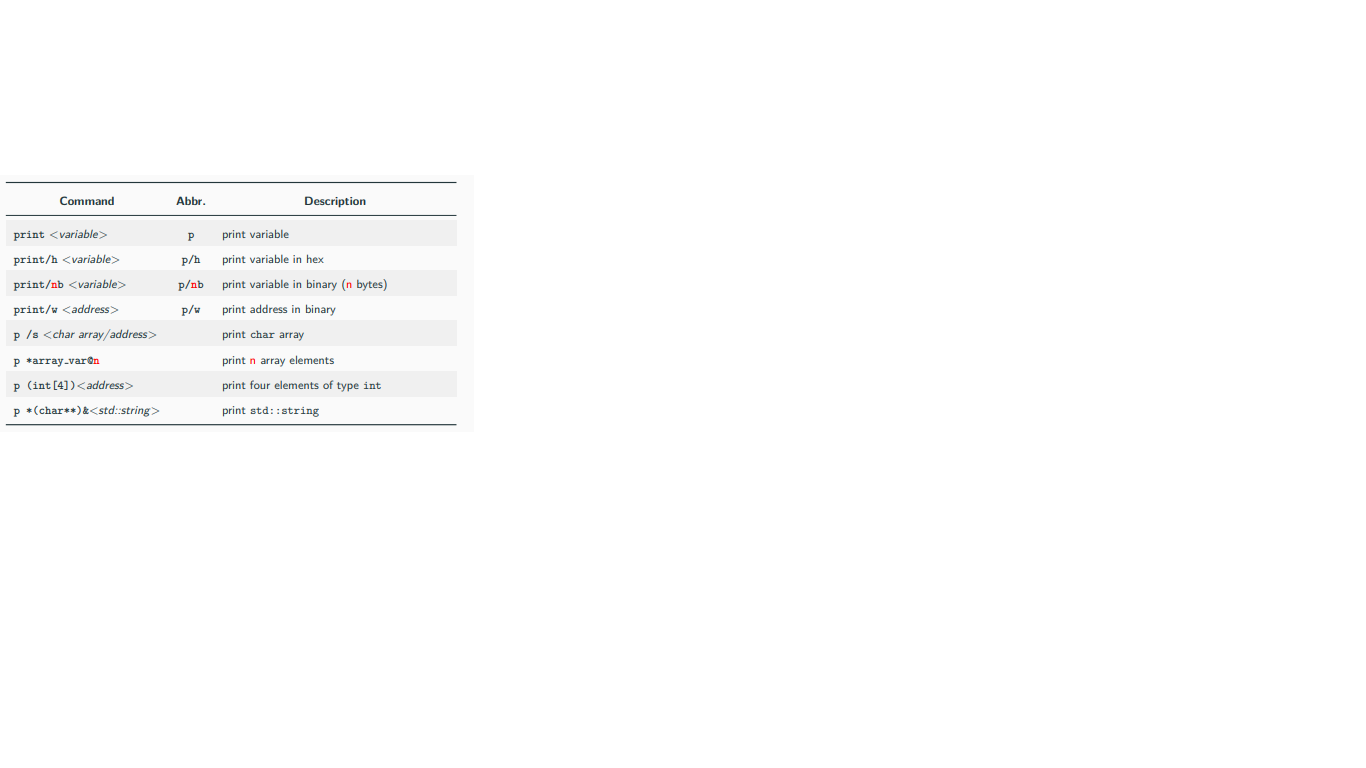 Command Abbr. Description
print <variable> p print variable
print/h <variable> p/h print variable in hex
print/nb <variable> p/nb print variable in binary (n bytes)
print/w <address> p/w print address in binary
p /s <char array/address> print char array
p *array_var@n print n array elements
p (int[4])<address> print four elements of type int
p *(char**)&<std::string> print std::string